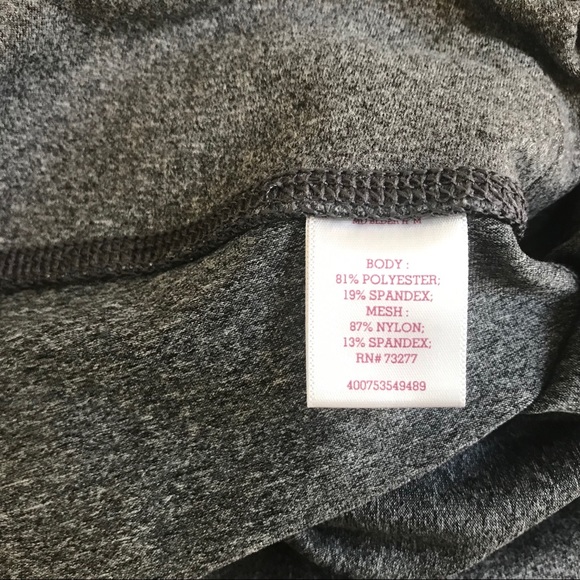 BODY :
81% POLYESTER;
19% SPANDEX;
MESH :
87% NYLON;
13% SPANDEX;
RN# 73277
400753549489